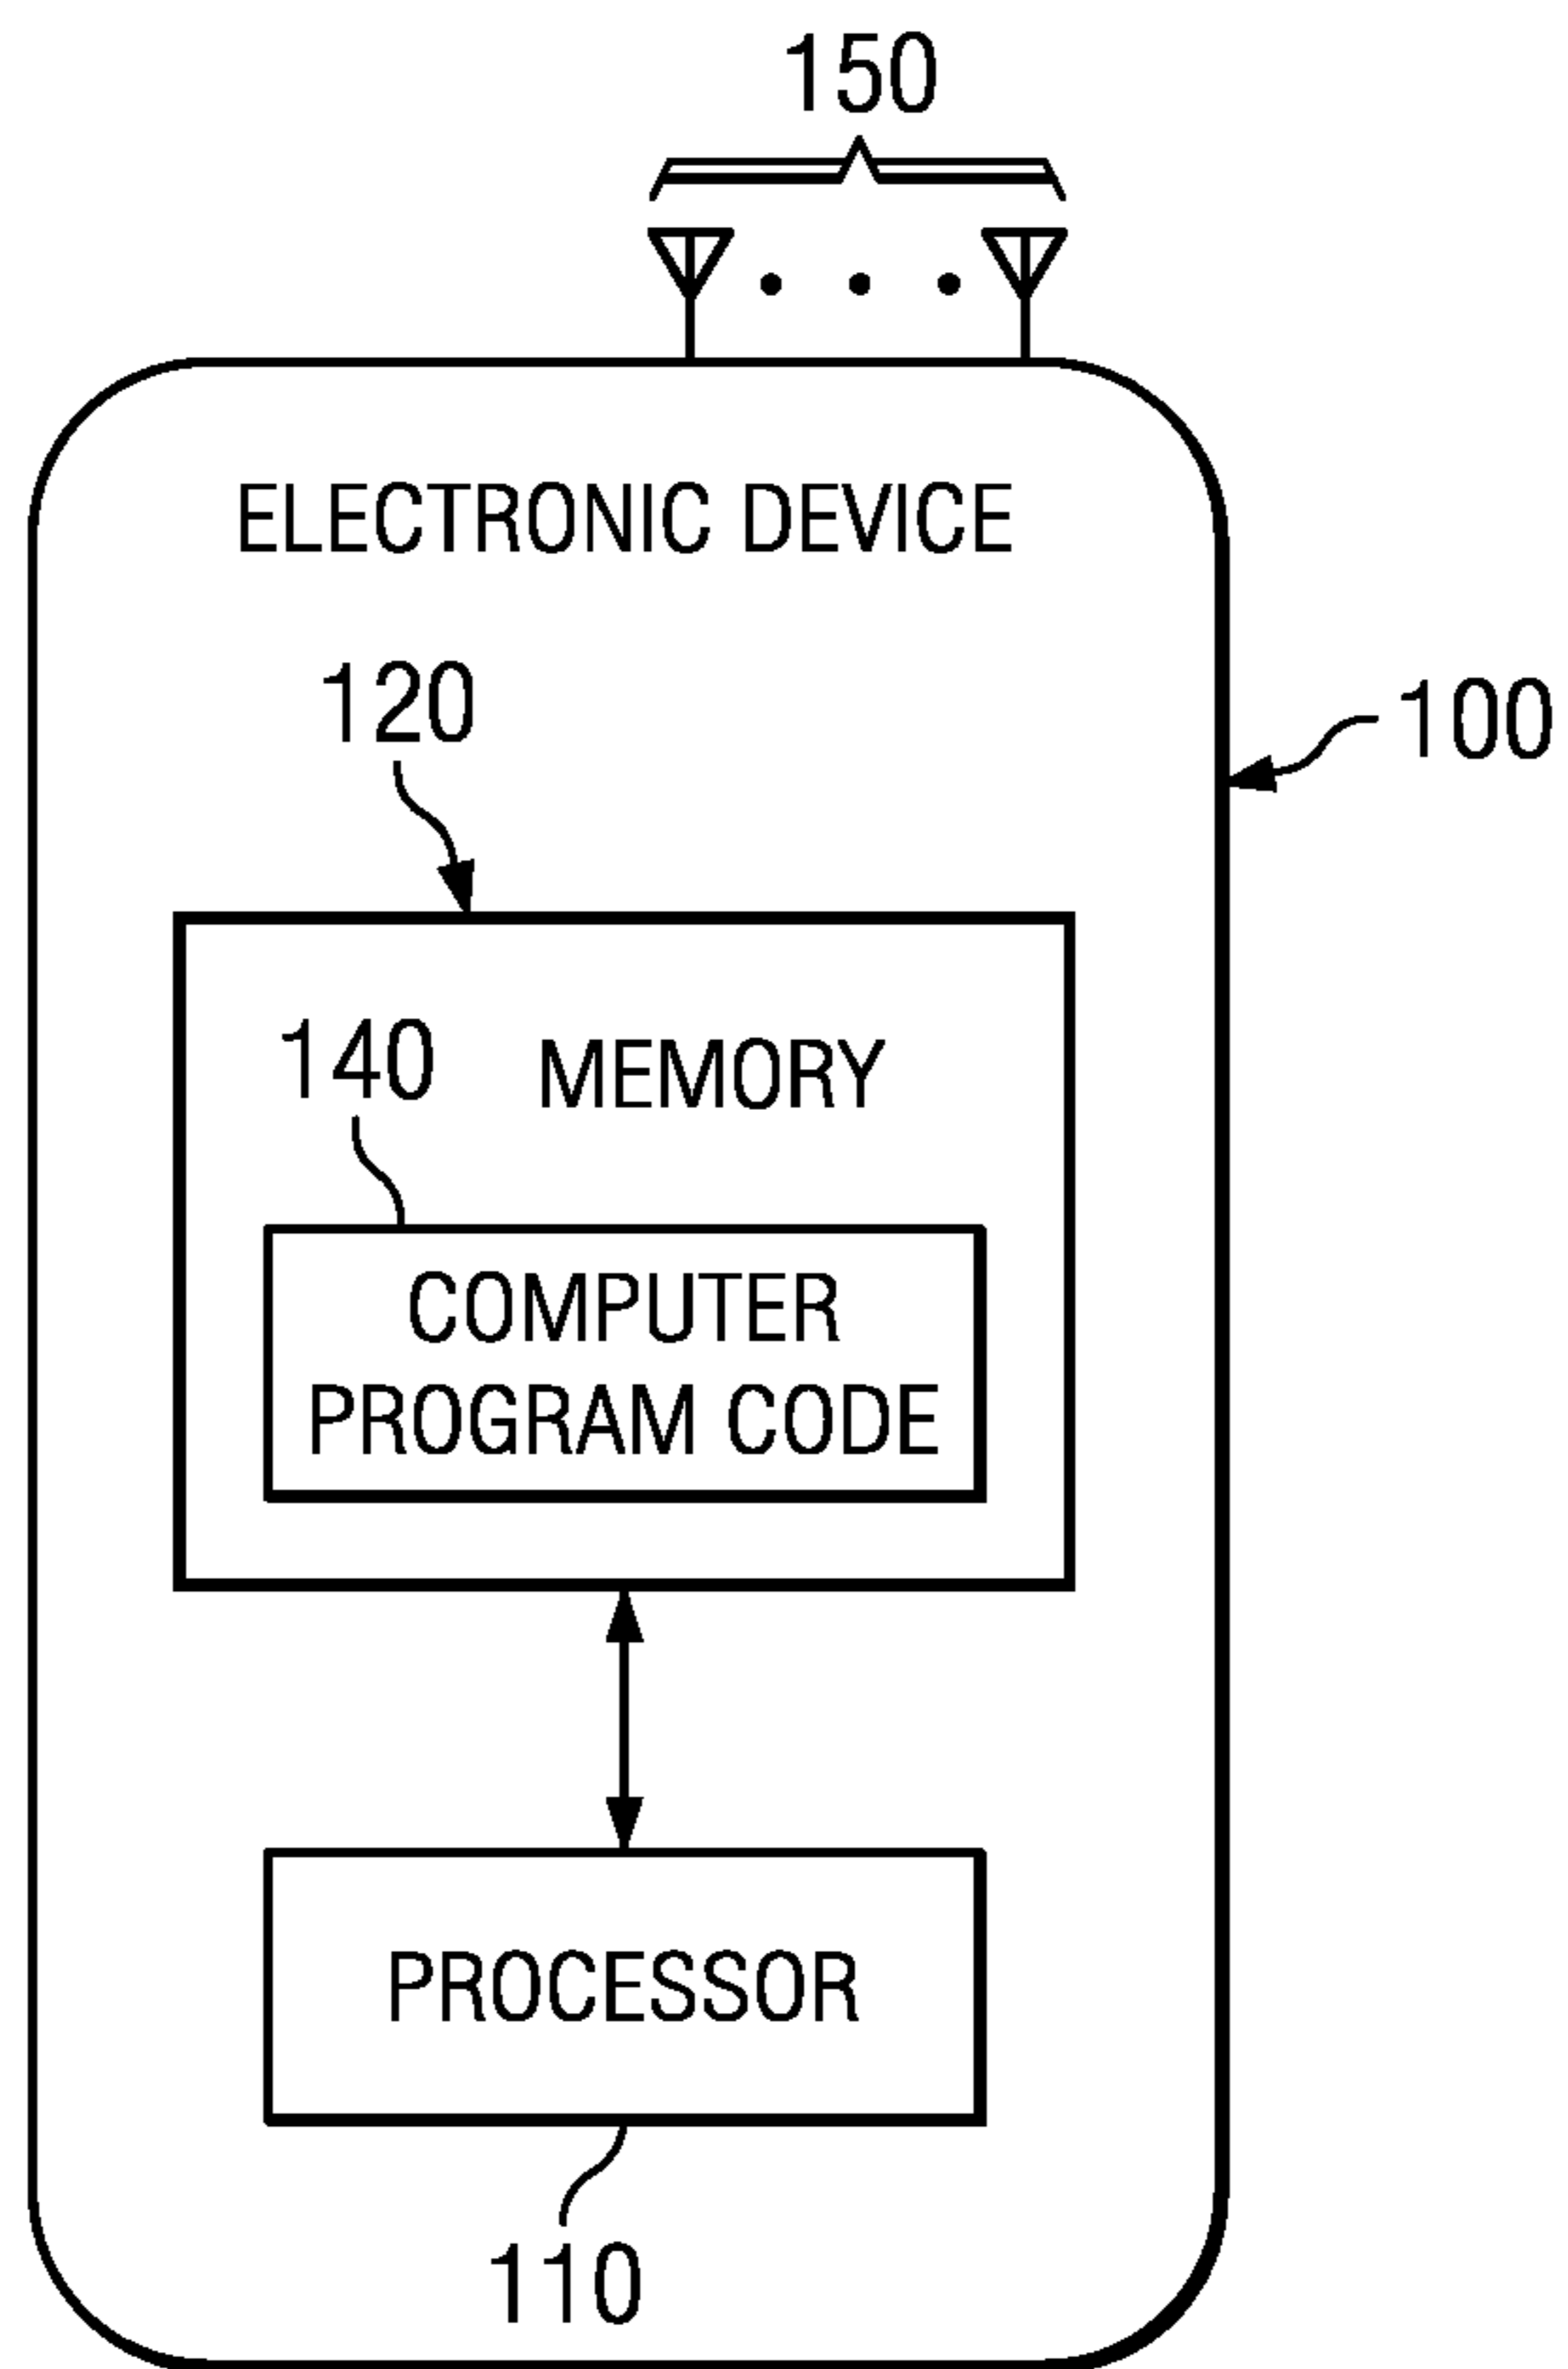 150
ELECTRONIC DEVICE
120
100
140
MEMORY
COMPUTER
PROGRAM CODE
PROCESSOR
110